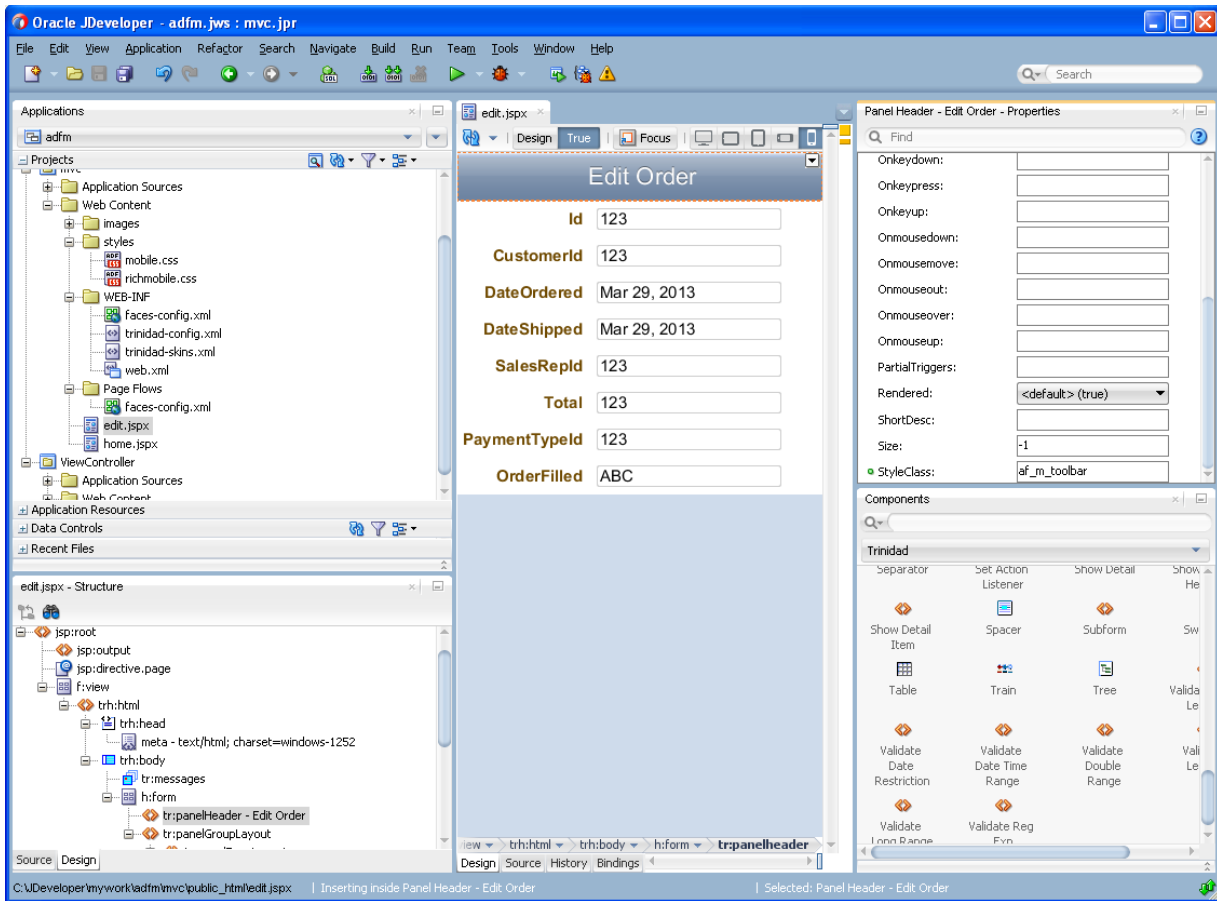 Oracle JDeveloper - adfm.jws : mvc.jpr
File Edit View Application Refactor Search Navigate Build Run Team Tools Window Help
Search
Applications
adfm
Projects
mvc
Application Sources
Web Content
images
styles
mobile.css
richmobile.css
WEB-INF
faces-config.xml
trinidad-config.xml
trinidad-skins.xml
web.xml
Page Flows
faces-config.xml
edit.jspx
home.jspx
ViewController
Application Sources
Web Content
Application Resources
Data Controls
Recent Files
edit.jspx - Structure
jsp:root
jsp:output
jsp:directive.page
f:view
trh:html
trh:head
meta - text/html; charset=windows-1252
trh:body
tr:messages
h:form
tr:panelHeader - Edit Order
tr:panelGroupLayout
Source Design
edit.jspx
Design True Focus
Edit Order
Id 123
CustomerId 123
DateOrdered Mar 29, 2013
DateShipped Mar 29, 2013
SalesRepId 123
Total 123
PaymentTypeId 123
OrderFilled ABC
view trh:html trh:body h:form tr:panelheader
Design Source History Bindings
Panel Header - Edit Order - Properties
Find
Onkeydown:
Onkeypress:
Onkeyup:
Onmousedown:
Onmousemove:
Onmouseout:
Onmouseover:
Onmouseup:
PartialTriggers:
Rendered: <default> (true)
ShortDesc:
Size: -1
StyleClass: af_m_toolbar
Components
Trinidad
Separator Set Action Show Detail Show
Listener He
Show Detail Spacer Subform Sw
Item
Table Train Tree Valida
Le
Validate Validate Validate Vali
Date Date Time Double Le
Restriction Range Range
Validate Validate Reg
Long Range Exp
C:\JDeveloper\mywork\adfm\mvc\public_html\edit.jspx | Inserting inside Panel Header - Edit Order | Selected: Panel Header - Edit Order